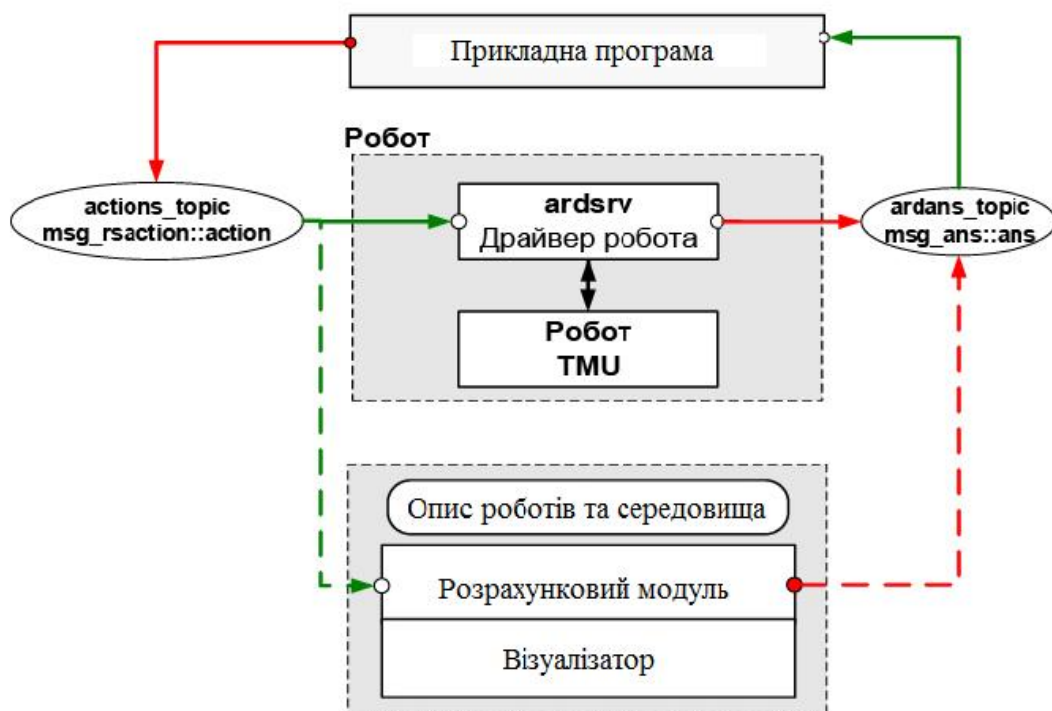 Прикладна програма
Робот
actions_topic
msg_rsaction::action
ardsrv
Драйвер робота
ardans_topic
msg_ans::ans
Робот
TMU
Опис роботів та середовища
Розрахунковий модуль
Візуалізатор